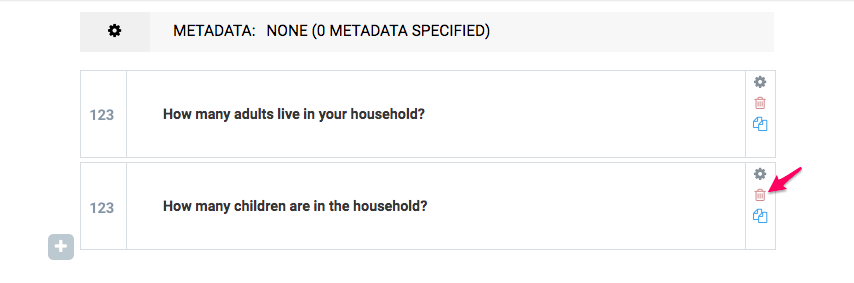 METADATA: NONE (0 METADATA SPECIFIED)
123 How many adults live in your household?
123 How many children are in the household?